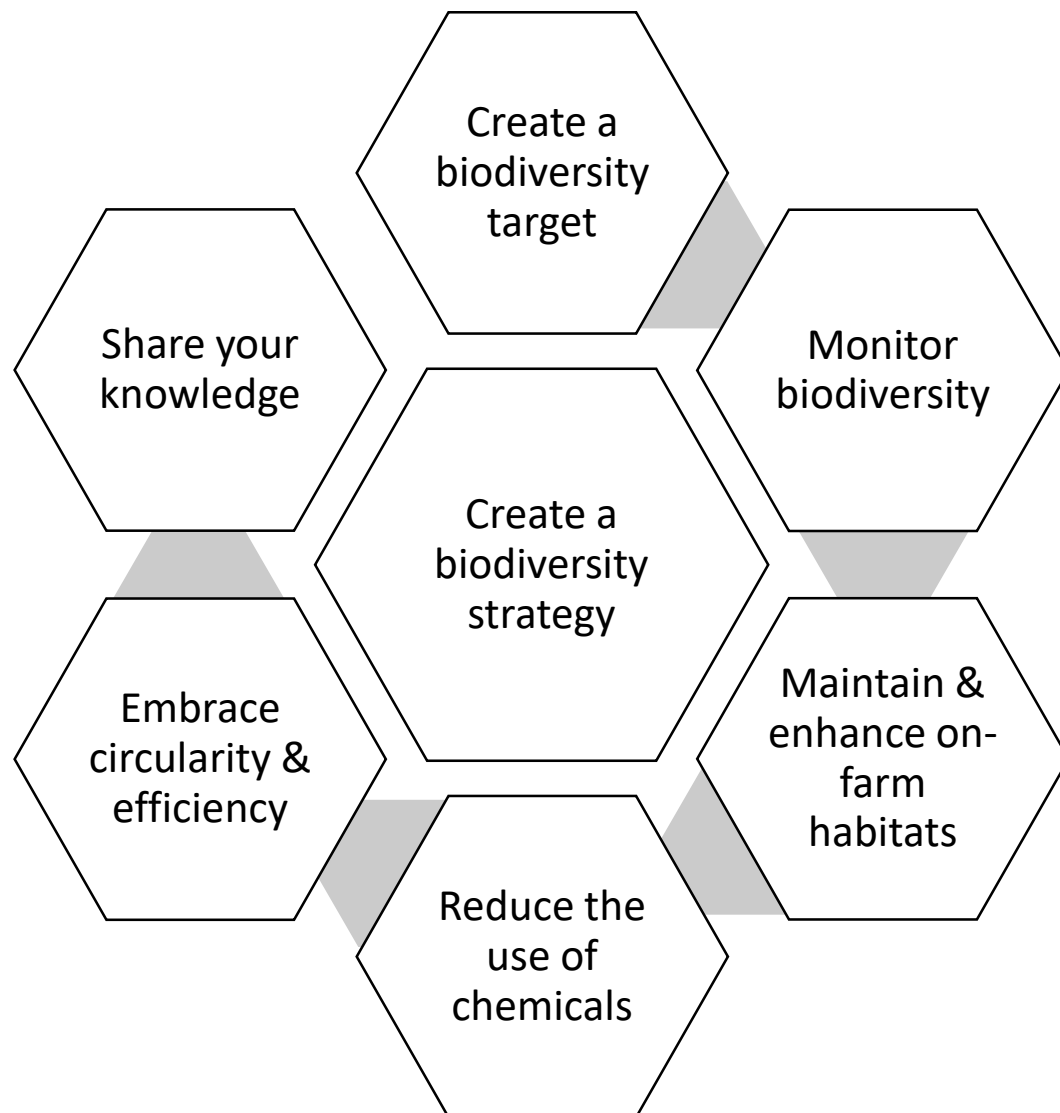 Create a
biodiversity
target
Monitor
biodiversity
Maintain &
enhance on-
farm
habitats
Reduce the
use of
chemicals
Embrace
circularity &
efficiency
Share your
knowledge
Create a
biodiversity
strategy